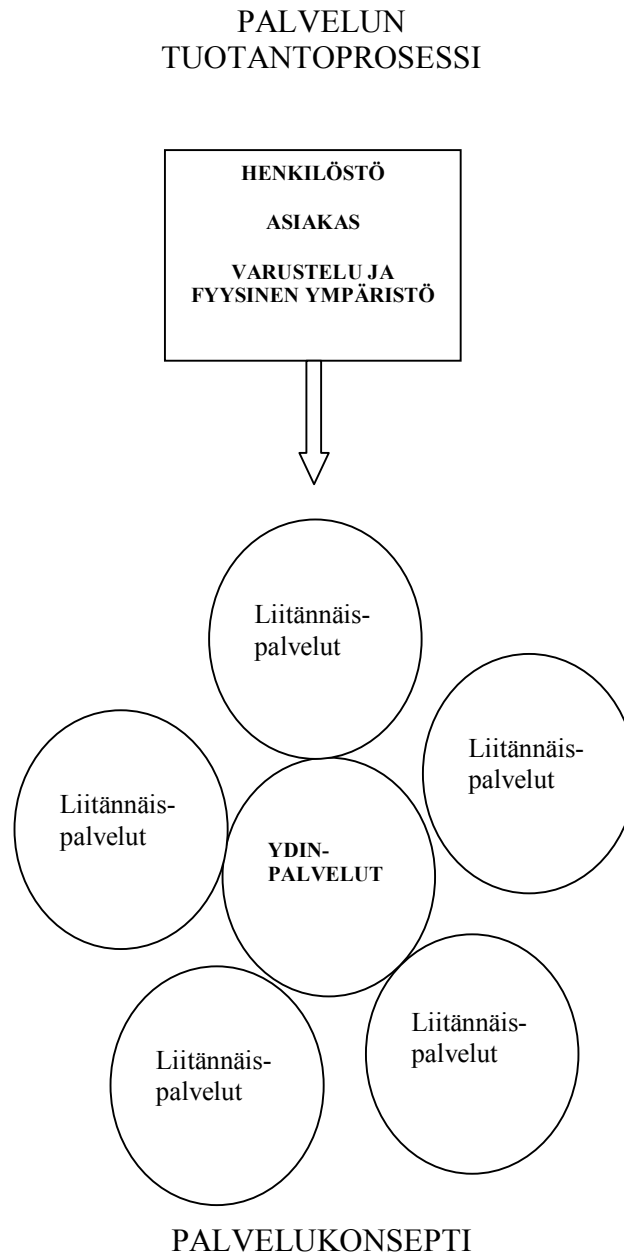 PALVELUN
TUOTANTOPROSESSI
HENKILÖSTÖ
ASIAKAS
VARUSTELU JA
FYYSINEN YMPÄRISTÖ
Liitännäis-
palvelut
Liitännäis-
palvelut
Liitännäis-
palvelut
YDIN-
PALVELUT
Liitännäis-
palvelut
Liitännäis-
palvelut
PALVELUKONSEPTI